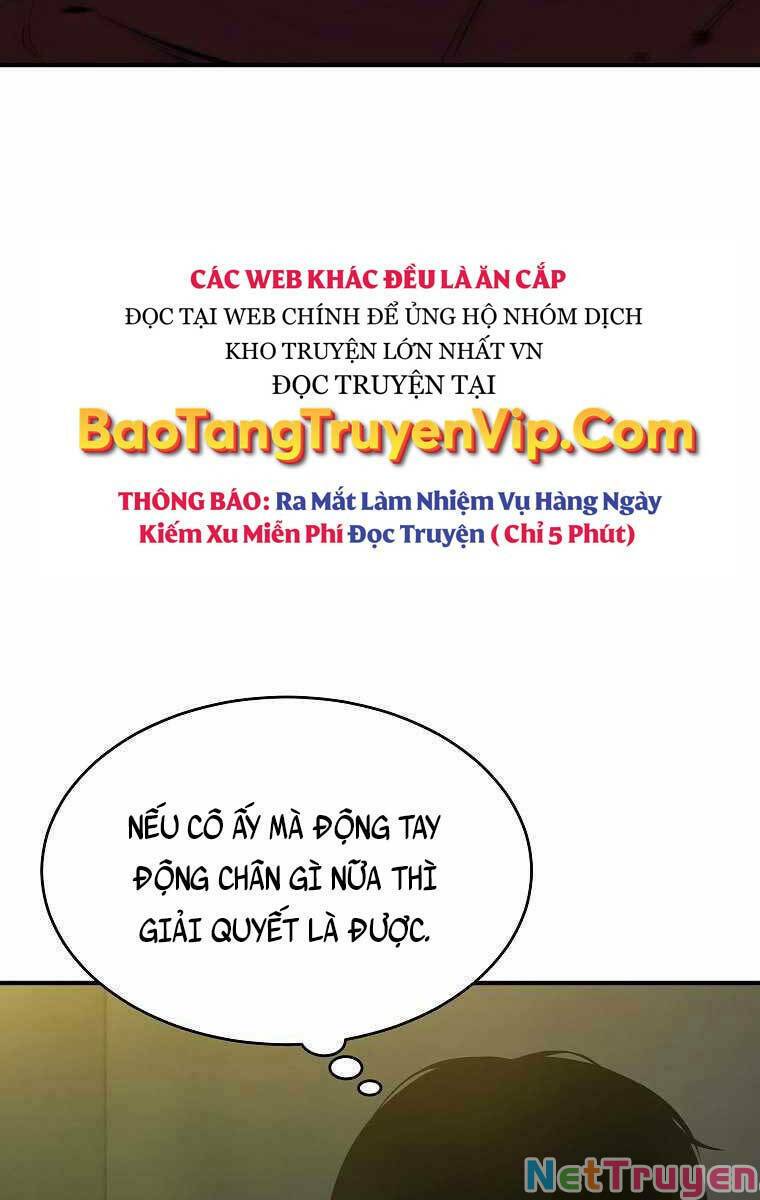 CÁC WEB KHÁC ĐỀU LÀ ĂN CẮP
ĐỌC TẠI WEB CHÍNH ĐỂ ỦNG HỘ NHÓM DỊCH
KHO TRUYỆN LỚN NHẤT VN
ĐỌC TRUYỆN TẠI
BaoTangTruyenVip.Com
THÔNG BÁO: Ra Mắt Làm Nhiệm Vụ Hàng Ngày
Kiếm Xu Miễn Phí Đọc Truyện ( Chỉ 5 Phút)
NẾU CÔ ẤY MÀ ĐỘNG TAY
ĐỘNG CHÂN GÌ NỮA THÌ
GIẢI QUYẾT LÀ ĐƯỢC.
NetTruyen